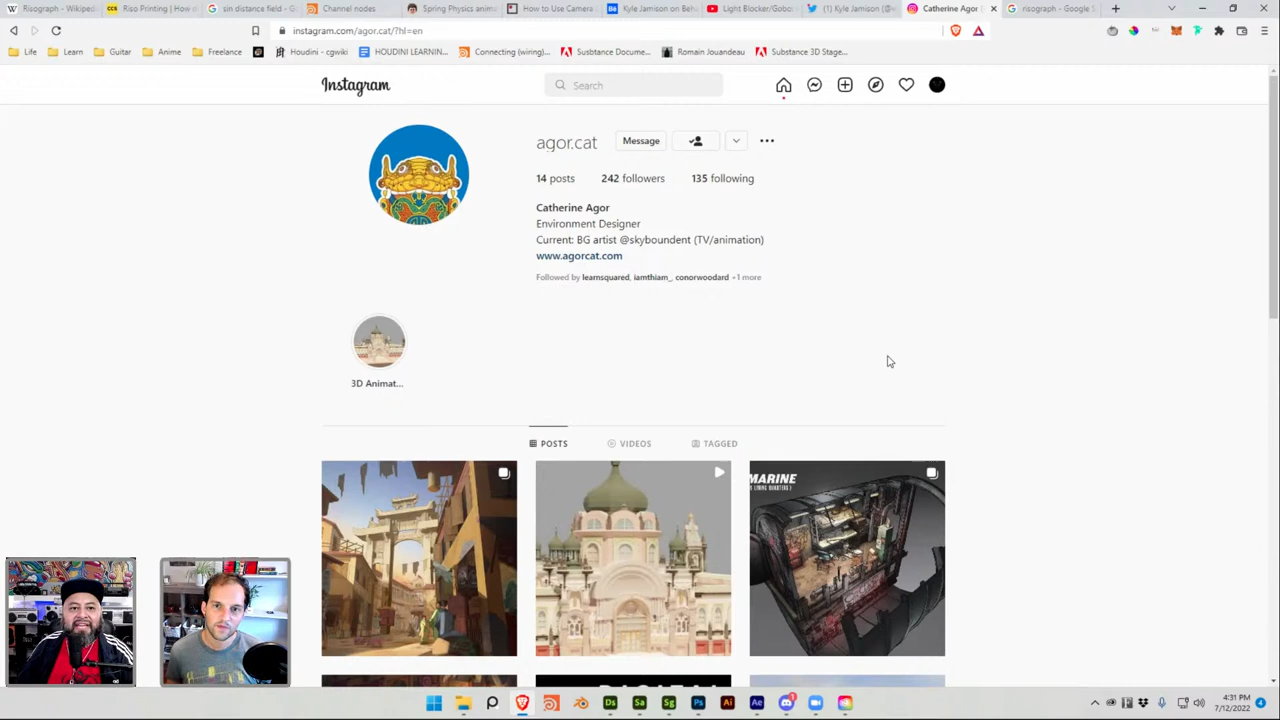 Risograph - Wikipedi
Riso Printing | How d
sin distance field - G
Channel nodes
Spring Physics anima
How to Use Camera
Kyle Jamison on Beha
Light Blocker/Gobo
(1) Kyle Jamison (@
Catherine Agor (
risograph - Google S
instagram.com/agor.cat/?hl=en
Life
Learn
Guitar
Anime
Freelance
Houdini - cgwiki
HOUDINI LEARNIN...
Connecting (wiring)...
Susbtance Docume...
Romain Jouandeau
Substance 3D Stage...
Instagram
Search
agor.cat
Message
14 posts
242 followers
135 following
Catherine Agor
Environment Designer
Current: BG artist @skyboundent (TV/animation)
www.agorcat.com
Followed by learnsquared, iamthiam_, conorwoodard +1 more
3D Animat...
POSTS
VIDEOS
TAGGED
MARINE
4:31 PM
7/12/2022